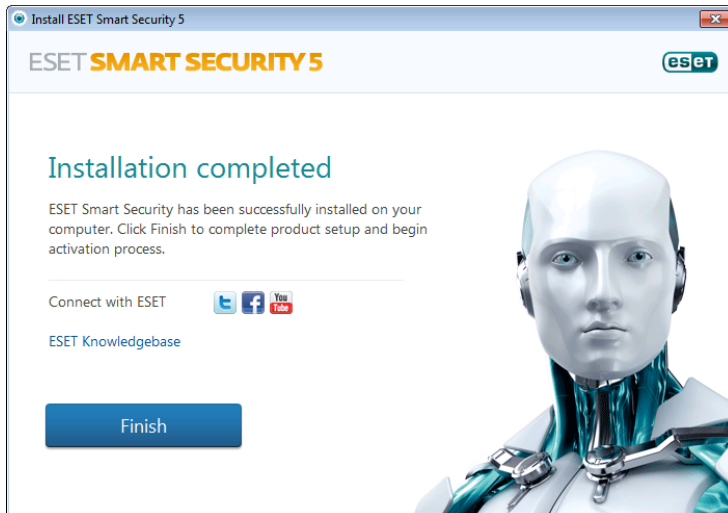 Install ESET Smart Security 5
ESET SMART SECURITY 5
eset
Installation completed
ESET Smart Security has been successfully installed on your
computer. Click Finish to complete product setup and begin
activation process.
Connect with ESET
You
Tube
ESET Knowledgebase
Finish